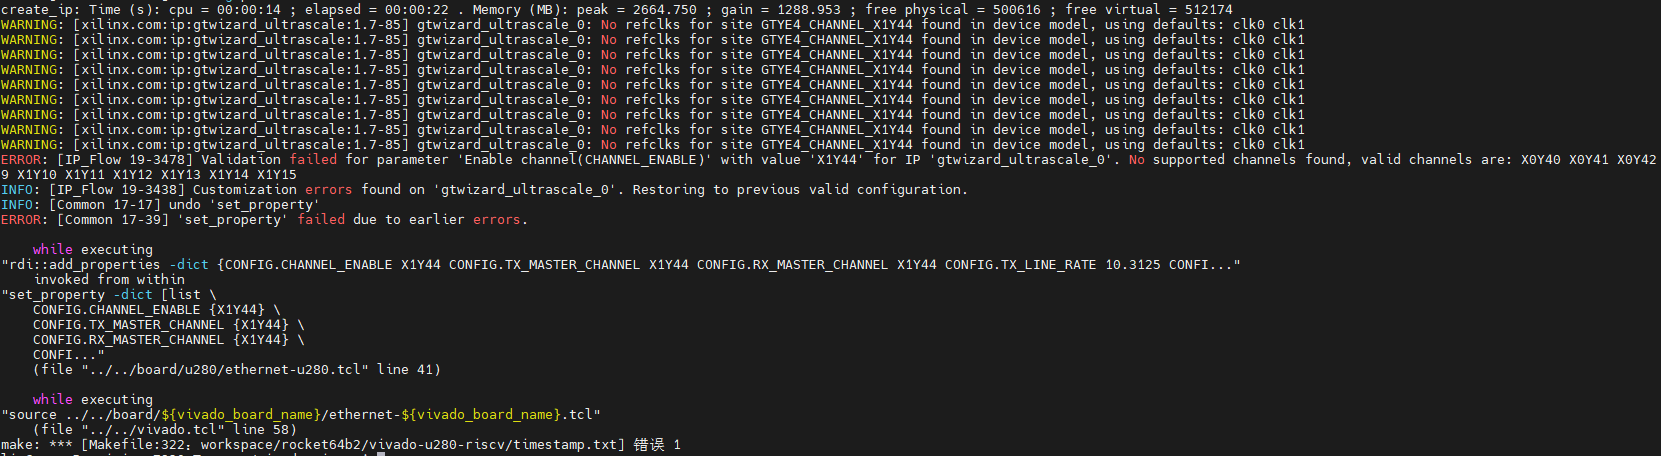 create_ip: Time (s): cpu = 00:00:14 ; elapsed = 00:00:22 . Memory (MB): peak = 2664.750 ; gain = 1288.953 ; free physical = 500616 ; free virtual = 512174
WARNING: [xilinx.com:ip:gtwizard_ultrascale:1.7-85] gtwizard_ultrascale_0: No refclks for site GTYE4_CHANNEL_X1Y44 found in device model, using defaults: clk0 clk1
WARNING: [xilinx.com:ip:gtwizard_ultrascale:1.7-85] gtwizard_ultrascale_0: No refclks for site GTYE4_CHANNEL_X1Y44 found in device model, using defaults: clk0 clk1
WARNING: [xilinx.com:ip:gtwizard_ultrascale:1.7-85] gtwizard_ultrascale_0: No refclks for site GTYE4_CHANNEL_X1Y44 found in device model, using defaults: clk0 clk1
WARNING: [xilinx.com:ip:gtwizard_ultrascale:1.7-85] gtwizard_ultrascale_0: No refclks for site GTYE4_CHANNEL_X1Y44 found in device model, using defaults: clk0 clk1
WARNING: [xilinx.com:ip:gtwizard_ultrascale:1.7-85] gtwizard_ultrascale_0: No refclks for site GTYE4_CHANNEL_X1Y44 found in device model, using defaults: clk0 clk1
WARNING: [xilinx.com:ip:gtwizard_ultrascale:1.7-85] gtwizard_ultrascale_0: No refclks for site GTYE4_CHANNEL_X1Y44 found in device model, using defaults: clk0 clk1
WARNING: [xilinx.com:ip:gtwizard_ultrascale:1.7-85] gtwizard_ultrascale_0: No refclks for site GTYE4_CHANNEL_X1Y44 found in device model, using defaults: clk0 clk1
WARNING: [xilinx.com:ip:gtwizard_ultrascale:1.7-85] gtwizard_ultrascale_0: No refclks for site GTYE4_CHANNEL_X1Y44 found in device model, using defaults: clk0 clk1
WARNING: [xilinx.com:ip:gtwizard_ultrascale:1.7-85] gtwizard_ultrascale_0: No refclks for site GTYE4_CHANNEL_X1Y44 found in device model, using defaults: clk0 clk1
ERROR: [IP_Flow 19-3478] Validation failed for parameter 'Enable channel(CHANNEL_ENABLE)' with value 'X1Y44' for IP 'gtwizard_ultrascale_0'. No supported channels found, valid channels are: X0Y40 X0Y41 X0Y42
9 X1Y10 X1Y11 X1Y12 X1Y13 X1Y14 X1Y15
INFO: [IP_Flow 19-3438] Customization errors found on 'gtwizard_ultrascale_0'. Restoring to previous valid configuration.
INFO: [Common 17-17] undo 'set_property'
ERROR: [Common 17-39] 'set_property' failed due to earlier errors.
while executing
"rdi::add_properties -dict {CONFIG.CHANNEL_ENABLE X1Y44 CONFIG.TX_MASTER_CHANNEL X1Y44 CONFIG.RX_MASTER_CHANNEL X1Y44 CONFIG.TX_LINE_RATE 10.3125 CONFI..."
invoked from within
"set_property -dict [list \
CONFIG.CHANNEL_ENABLE {X1Y44} \
CONFIG.TX_MASTER_CHANNEL {X1Y44} \
CONFIG.RX_MASTER_CHANNEL {X1Y44} \
CONFI..."
(file "../../board/u280/ethernet-u280.tcl" line 41)
while executing
"source ../../board/${vivado_board_name}/ethernet-${vivado_board_name}.tcl"
(file "../../vivado.tcl" line 58)
make: *** [Makefile:322：workspace/rocket64b2/vivado-u280-riscv/timestamp.txt] 错误 1